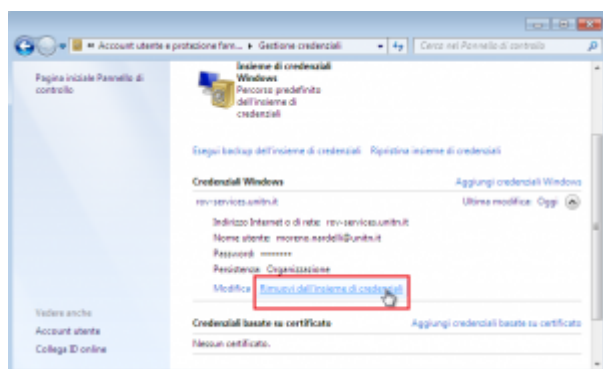 Account utente e protezione fam... ▸ Gestione credenziali
Cerca nel Pannello di controllo
Pagina iniziale Pannello di
controllo
Insieme di credenziali
Windows
Percorso predefinito
dell'insieme di
credenziali
Esegui backup dell'insieme di credenziali Ripristina insieme di credenziali
Credenziali Windows Aggiungi credenziali Windows
rov-services.unitn.it Ultima modifica: Oggi
Indirizzo Internet o di rete: rov-services.unitn.it
Nome utente: morena.nardelli@unitn.it
Password: ••••••••
Persistenza: Organizzazione
Modifica Rimuovi dall'insieme di credenziali
Credenziali basate su certificato Aggiungi credenziali basate su certificato
Nessun certificato.
Vedere anche
Account utente
Collega ID online